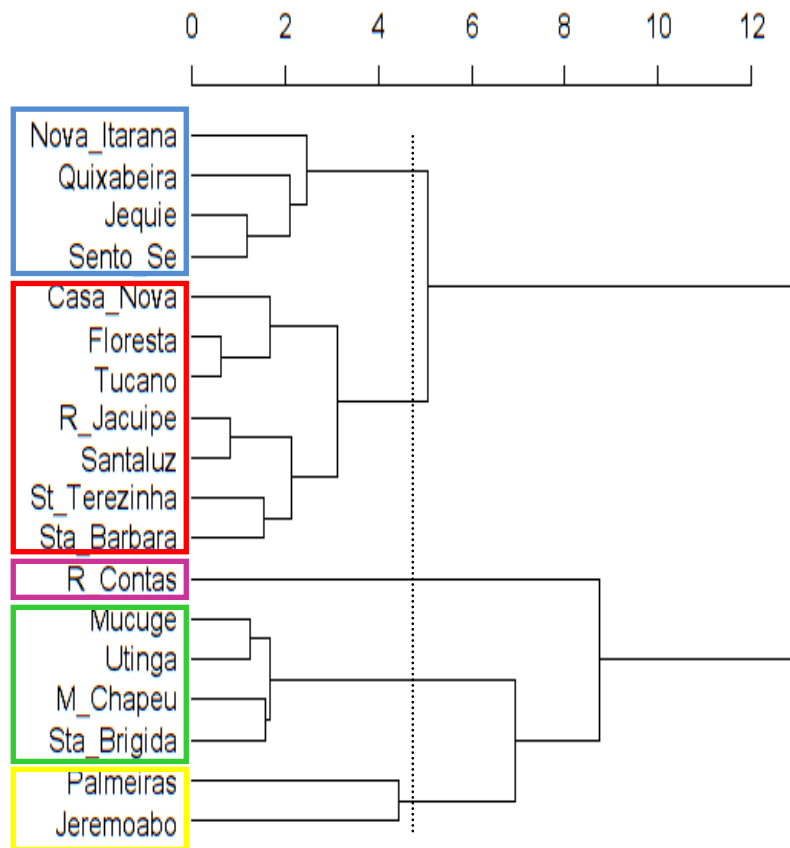 0 2 4 6 8 10 12
Nova_Itarana
Quixabeira
Jequie
Sento_Se
Casa_Nova
Floresta
Tucano
R_Jacuipe
Santaluz
St_Terezinha
Sta_Barbara
R_Contas
Mucuge
Utinga
M_Chapeu
Sta_Brigida
Palmeiras
Jeremoabo